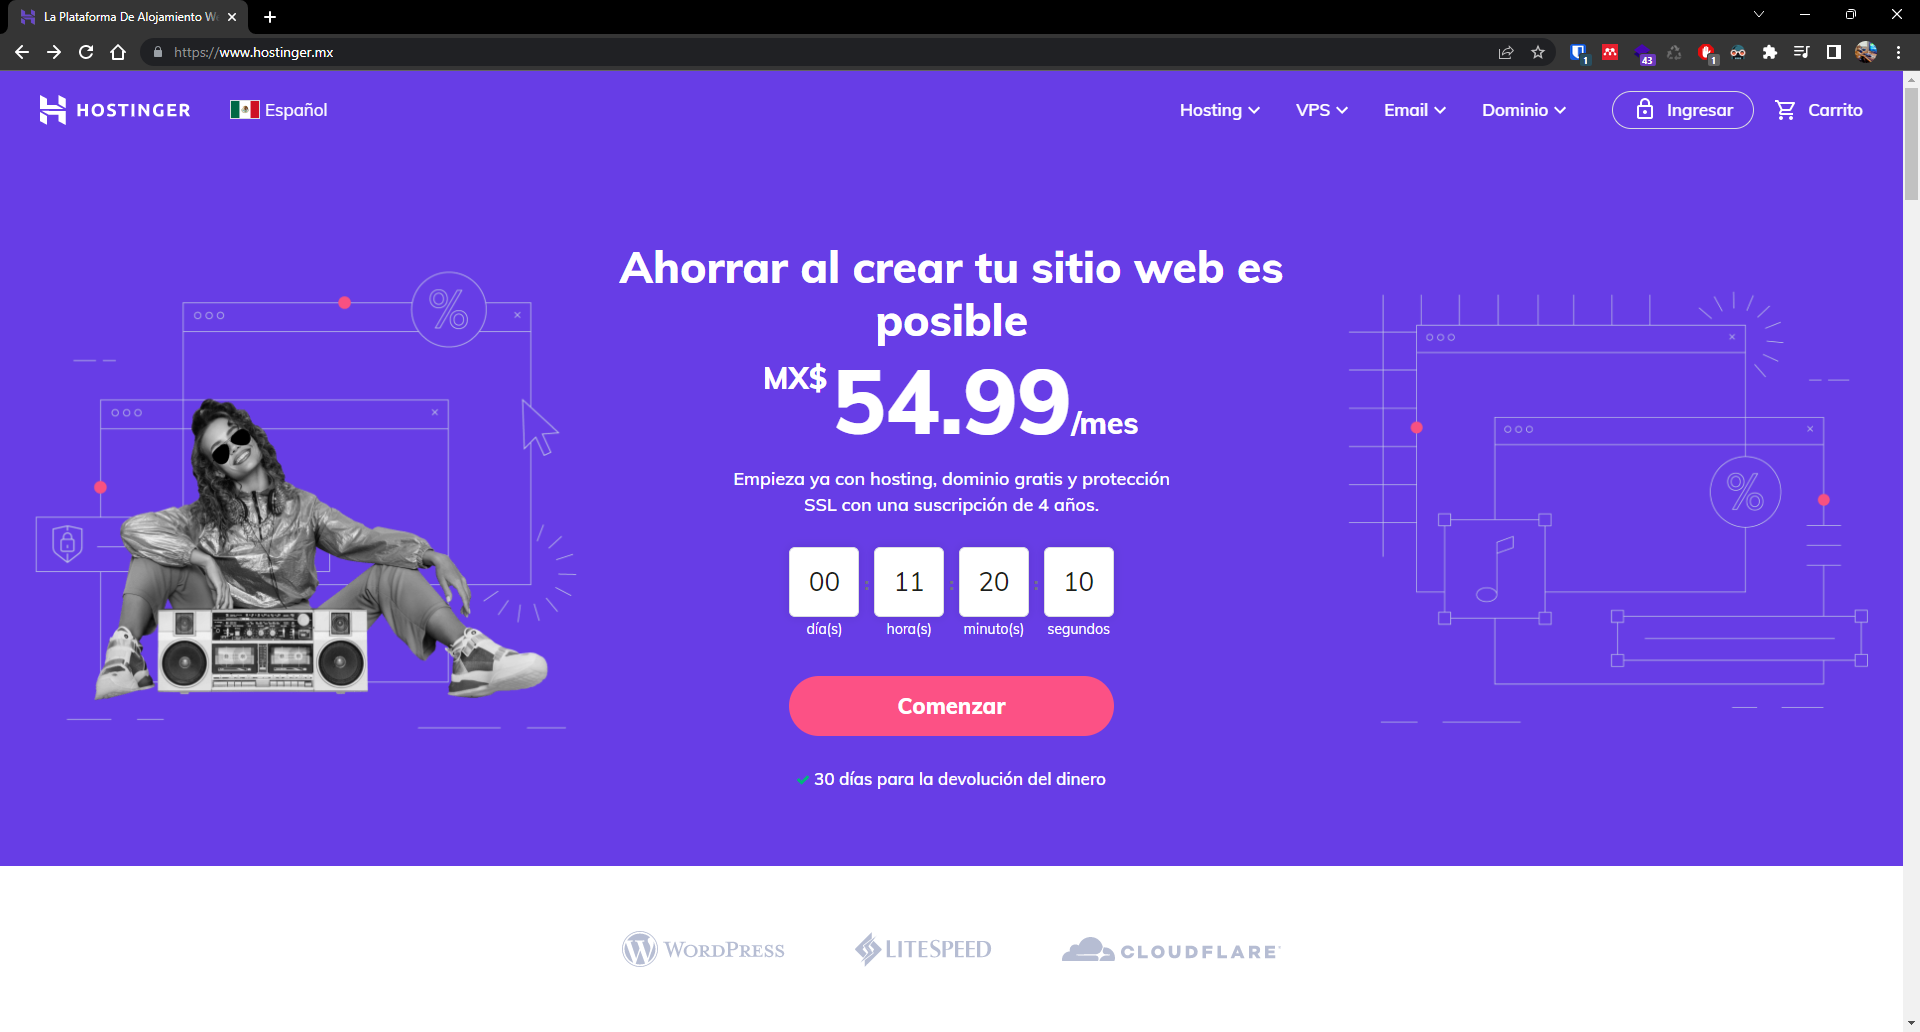 La Plataforma De Alojamiento W
https://www.hostinger.mx
1
43
1
HOSTINGER
Español
Hosting
VPS
Email
Dominio
Ingresar
Carrito
Ahorrar al crear tu sitio web es
posible
MX$54.99/mes
Empieza ya con hosting, dominio gratis y protección
SSL con una suscripción de 4 años.
00 : 11 : 20 : 10
día(s) hora(s) minuto(s) segundos
Comenzar
30 días para la devolución del dinero
%
%
WORDPRESS
LITESPEED
CLOUDFLARE